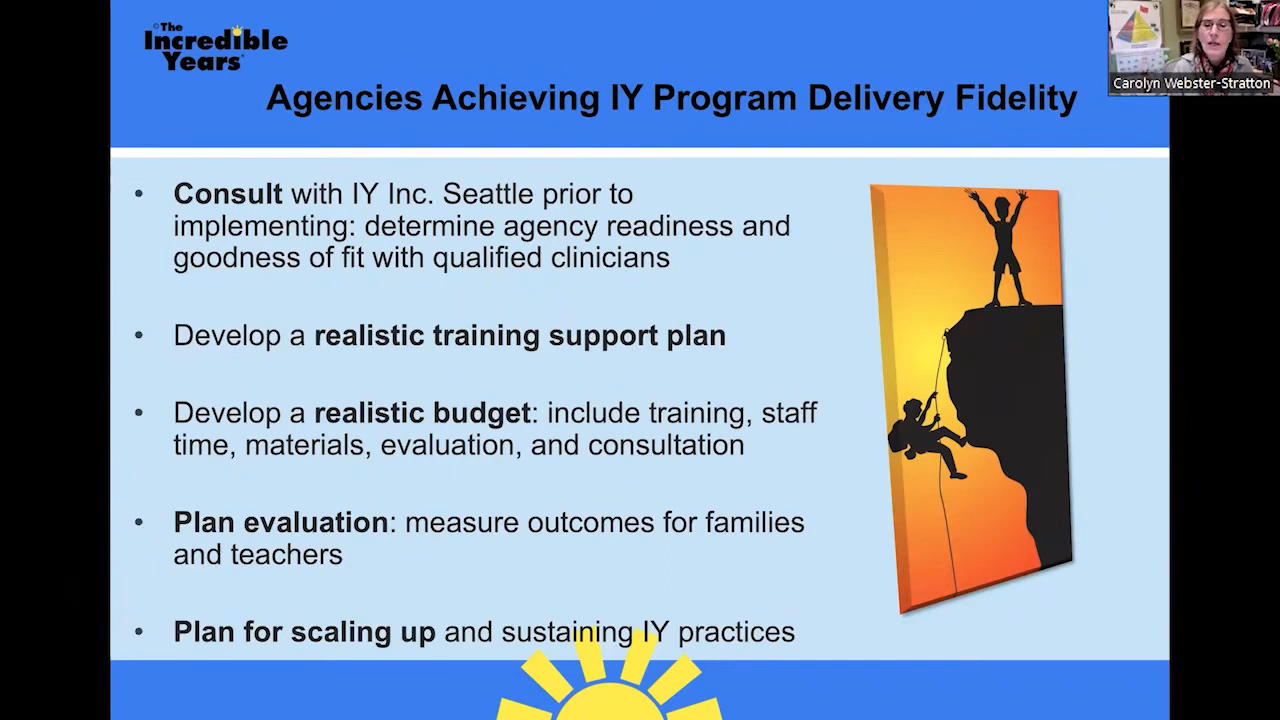 ©The
Incredible
Years®
Agencies Achieving IY Program Delivery Fidelity
Carolyn Webster-Stratton
• Consult with IY Inc. Seattle prior to
implementing: determine agency readiness and
goodness of fit with qualified clinicians
• Develop a realistic training support plan
• Develop a realistic budget: include training, staff
time, materials, evaluation, and consultation
• Plan evaluation: measure outcomes for families
and teachers
• Plan for scaling up and sustaining IY practices